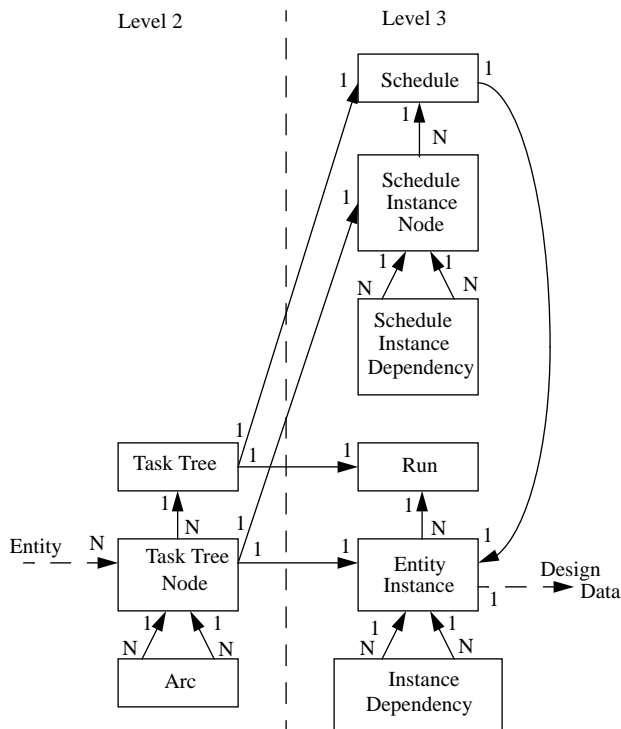 Level 2
Level 3
1
Schedule
1
1
N
1
Schedule
Instance
Node
1
1
N
N
Schedule
Instance
Dependency
1
Task Tree
1
1
Run
1
N
1
N
Entity
N
1
Task Tree
Node
1
1
Entity
Instance
1
1
Design
Data
1
1
N
N
Arc
1
1
N
N
Instance
Dependency